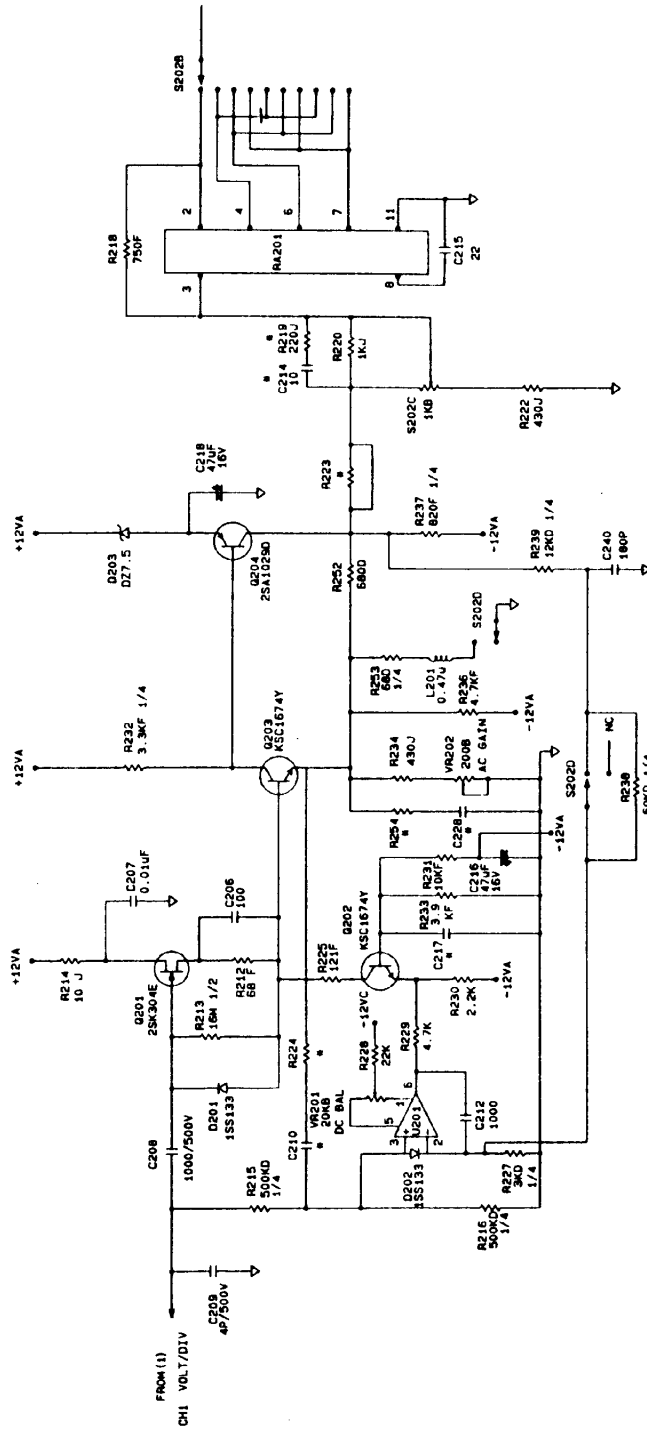 FROM(1)
CH1 VOLT/DIV
C209
4P/500V
C208
1000/500V
R215
500KD
1/4
R216
500KD
1/4
D201
1SS133
R213
16M 1/2
+12VA
R214
10 J
C207
0.01uF
Q201
2SK304E
C206
100
R212
68 F
R224
*
C210
*
VR201
20KB
DC BAL
D202
1SS133
3
2
5
1
6
+
U201
R228
22K
-12VC
R229
4.7K
C212
1000
R227
3KD
1/4
R225
121F
Q202
KSC1674Y
R230
2.2K
-12VA
C217
*
R233
3.9
KF
R231
10KF
C216
47uF
16V
-12VA
+12VA
R232
3.3KF 1/4
Q203
KSC1674Y
R254
*
C228
*
R234
430J
VR202
200B
AC GAIN
R236
4.7KF
-12VA
R253
680
1/4
L201
0.47u
S202D
R252
680D
+12VA
D203
DZ7.5
C218
47uF
16V
Q204
2SA1029D
R237
820F 1/4
-12VA
R239
12KD 1/4
C240
180P
S202D
NC
R238
R223
*
S202C
1KB
R222
430J
*
C214
10
*
R219
220J
R220
1KJ
R218
750F
RA201
3
2
4
6
7
8
11
C215
22
S202B